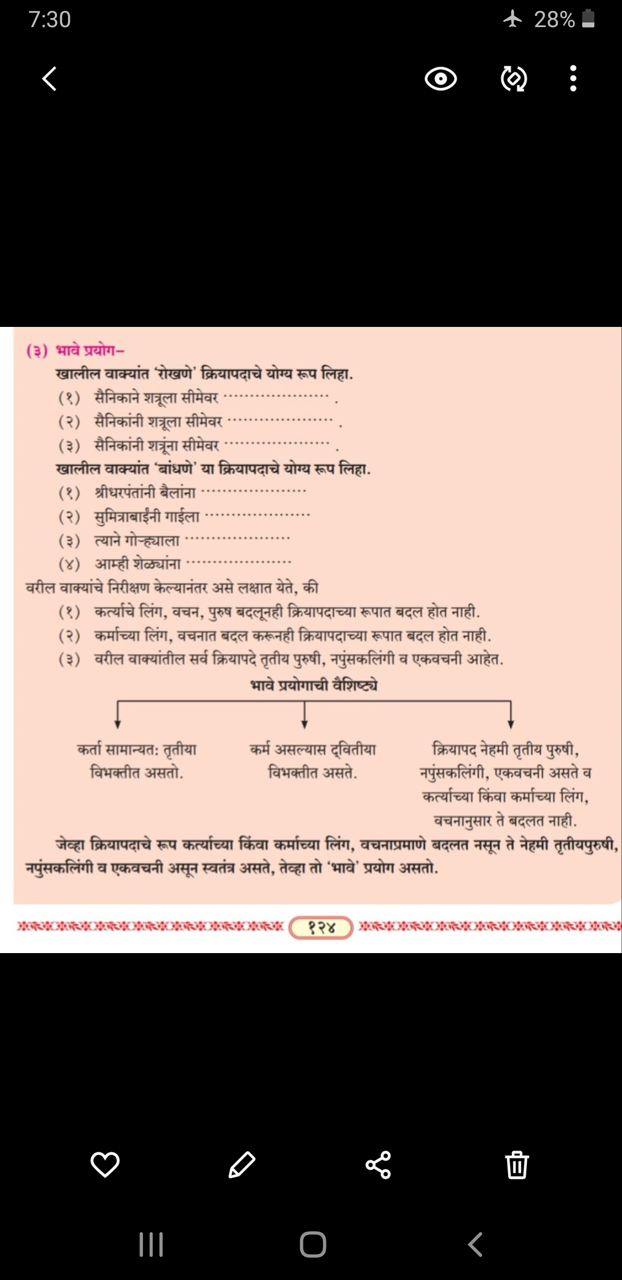 7:30
28%
(३) भावे प्रयोग–
खालील वाक्यांत ‘रोखणे’ क्रियापदाचे योग्य रूप लिहा.
(१) सैनिकाने शत्रूला सीमेवर ···················· .
(२) सैनिकांनी शत्रूला सीमेवर ···················· .
(३) सैनिकांनी शत्रूंना सीमेवर ···················· .
खालील वाक्यांत ‘बांधणे’ या क्रियापदाचे योग्य रूप लिहा.
(१) श्रीधरपंतांनी बैलांना ····················
(२) सुमित्राबाईंनी गाईला ····················
(३) त्याने गोऱ्ह्याला ····················
(४) आम्ही शेळ्यांना ····················
वरील वाक्यांचे निरीक्षण केल्यानंतर असे लक्षात येते, की
(१) कर्त्याचे लिंग, वचन, पुरुष बदलूनही क्रियापदाच्या रूपात बदल होत नाही.
(२) कर्माच्या लिंग, वचनात बदल करूनही क्रियापदाच्या रूपात बदल होत नाही.
(३) वरील वाक्यांतील सर्व क्रियापदे तृतीय पुरुषी, नपुंसकलिंगी व एकवचनी आहेत.
भावे प्रयोगाची वैशिष्ट्ये
कर्ता सामान्यत: तृतीया
विभक्तीत असतो.
कर्म असल्यास द्‌वितीया
विभक्तीत असते.
क्रियापद नेहमी तृतीय पुरुषी,
नपुंसकलिंगी, एकवचनी असते व
कर्त्याच्या किंवा कर्माच्या लिंग,
वचनानुसार ते बदलत नाही.
जेव्हा क्रियापदाचे रूप कर्त्याच्या किंवा कर्माच्या लिंग, वचनाप्रमाणे बदलत नसून ते नेहमी तृतीयपुरुषी,
नपुंसकलिंगी व एकवचनी असून स्वतंत्र असते, तेव्हा तो ‘भावे’ प्रयोग असतो.
१२४